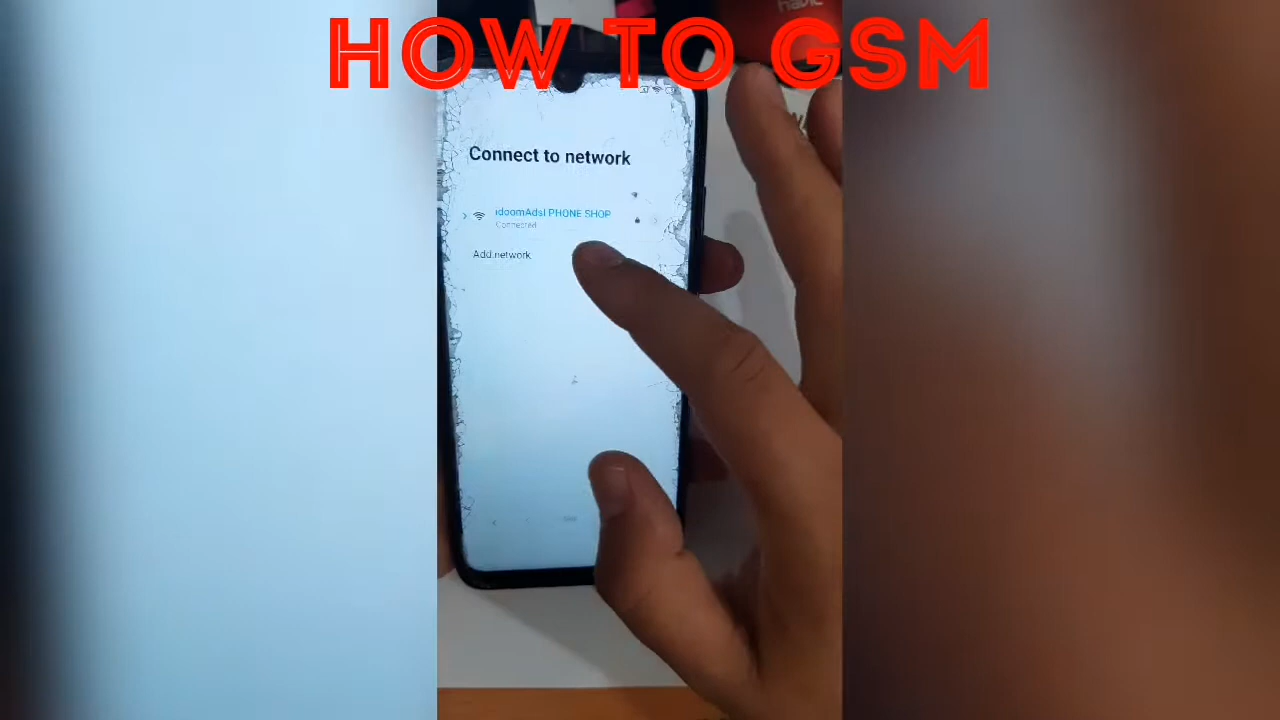 HOW TO GSM
Connect to network
idoomAdsl PHONE SHOP
Connected
Add network